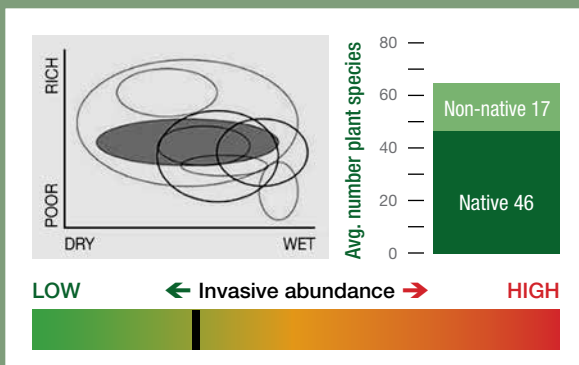 RICH
POOR
DRY
WET
Avg. number plant species
80
60
40
20
0
Non-native 17
Native 46
LOW
← Invasive abundance →
HIGH